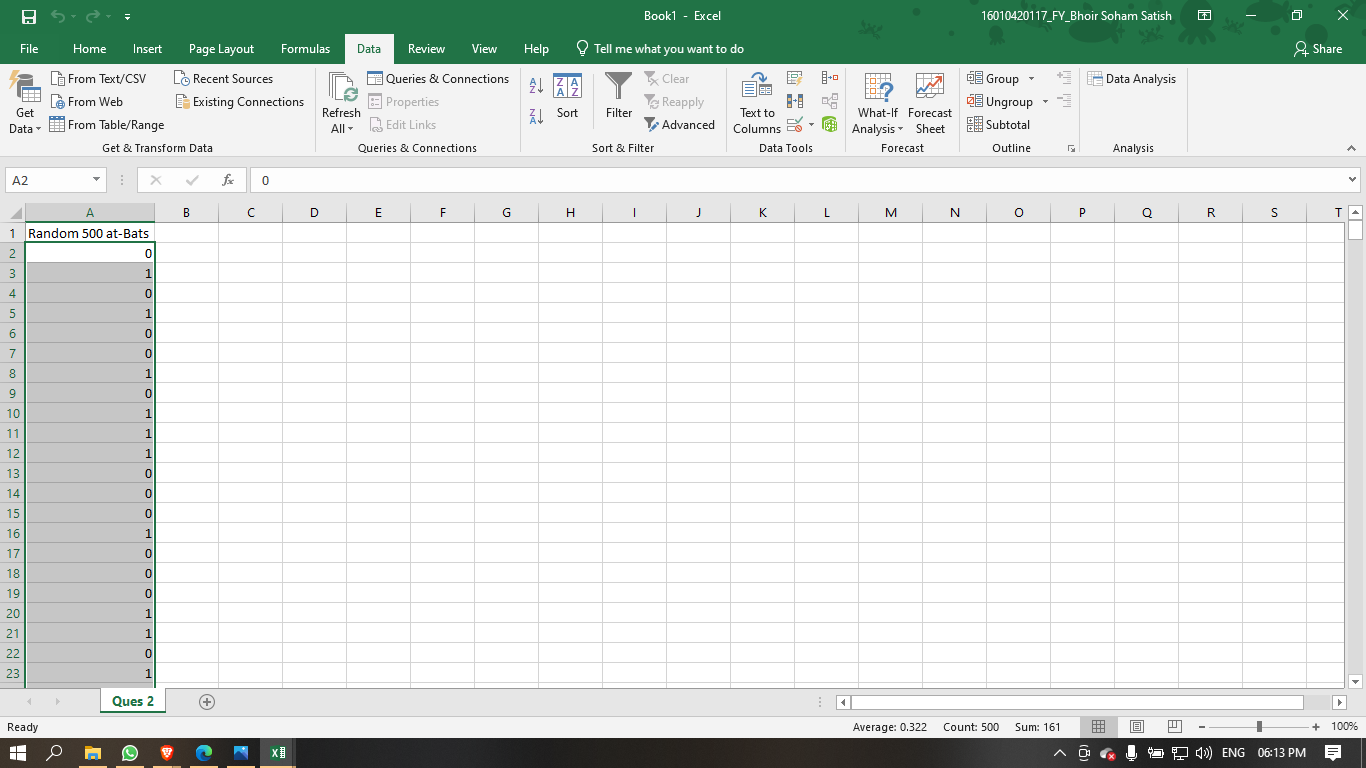 Book1 - Excel
16010420117_FY_Bhoir Soham Satish
File Home Insert Page Layout Formulas Data Review View Help Tell me what you want to do Share
Get Data
From Text/CSV
From Web
From Table/Range
Recent Sources
Existing Connections
Get & Transform Data
Refresh All
Queries & Connections
Properties
Edit Links
Queries & Connections
A Z
Z A
Z A A Z
Sort
Filter
Clear
Reapply
Advanced
Sort & Filter
Text to Columns
Data Tools
What-If Analysis
Forecast Sheet
Forecast
Group
Ungroup
Subtotal
Outline
Data Analysis
Analysis
A2 fx 0
A B C D E F G H I J K L M N O P Q R S T
1 Random 500 at-Bats
2 0
3 1
4 0
5 1
6 0
7 0
8 1
9 0
10 1
11 1
12 1
13 0
14 0
15 0
16 1
17 0
18 0
19 0
20 1
21 1
22 0
23 1
Ques 2
Ready Average: 0.322 Count: 500 Sum: 161 100%
ENG 06:13 PM